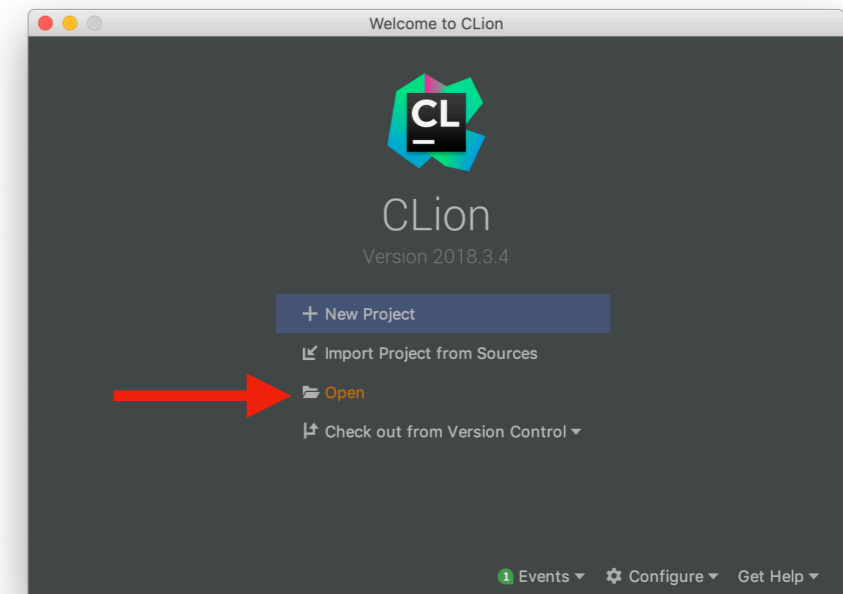 Welcome to CLion
CL
CLion
Version 2018.3.4
New Project
Import Project from Sources
Open
Check out from Version Control
1 Events Configure Get Help